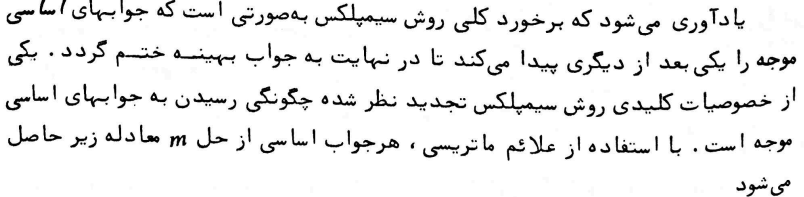 یادآوری می‌شود که برخورد کلی روش سیمپلکس به‌صورتی است که جوابهای اساسی
موجه را یکی بعد از دیگری پیدا می‌کند تا در نهایت به جواب بهینه ختم گردد. یکی
از خصوصیات کلیدی روش سیمپلکس تجدید نظر شده چگونگی رسیدن به جوابهای اساسی
موجه است. با استفاده از علائم ماتریسی، هرجواب اساسی از حل m معادله زیر حاصل
می‌شود